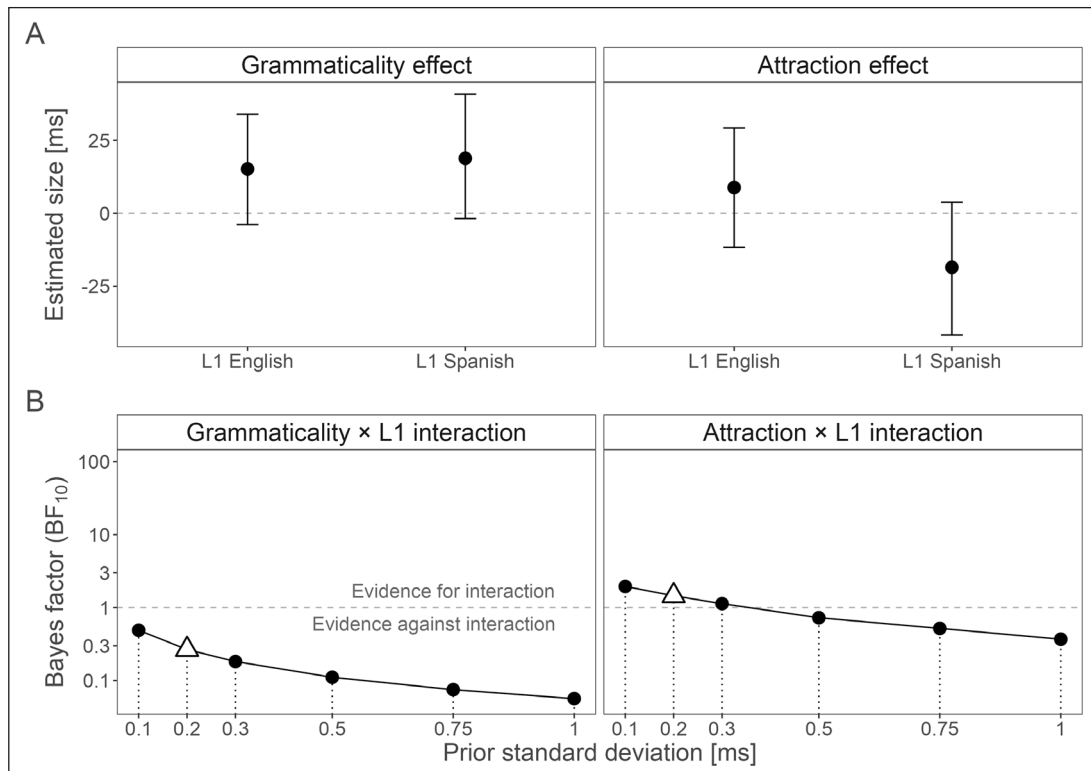 A
Grammaticality effect
Attraction effect
Estimated size [ms]
25
0
-25
L1 English
L1 Spanish
L1 English
L1 Spanish
B
Grammaticality × L1 interaction
Attraction × L1 interaction
Bayes factor (BF₁₀)
100
10
3
1
0.3
0.1
Evidence for interaction
Evidence against interaction
0.1 0.2 0.3 0.5 0.75 1
0.1 0.2 0.3 0.5 0.75 1
Prior standard deviation [ms]